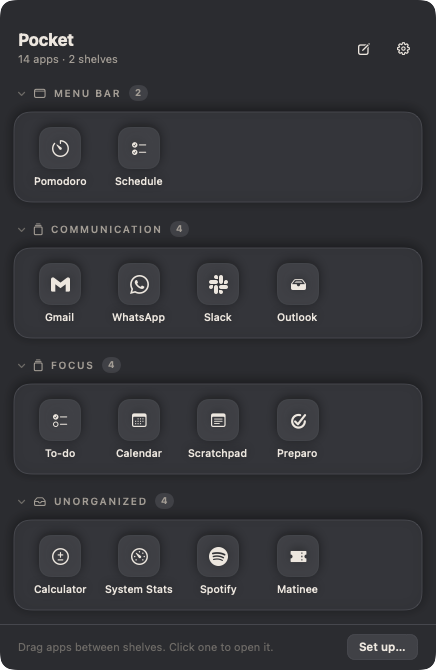 Pocket
14 apps · 2 shelves
MENU BAR 2
Pomodoro Schedule
COMMUNICATION 4
Gmail WhatsApp Slack Outlook
FOCUS 4
To-do Calendar Scratchpad Preparo
UNORGANIZED 4
Calculator System Stats Spotify Matinee
Drag apps between shelves. Click one to open it. Set up...